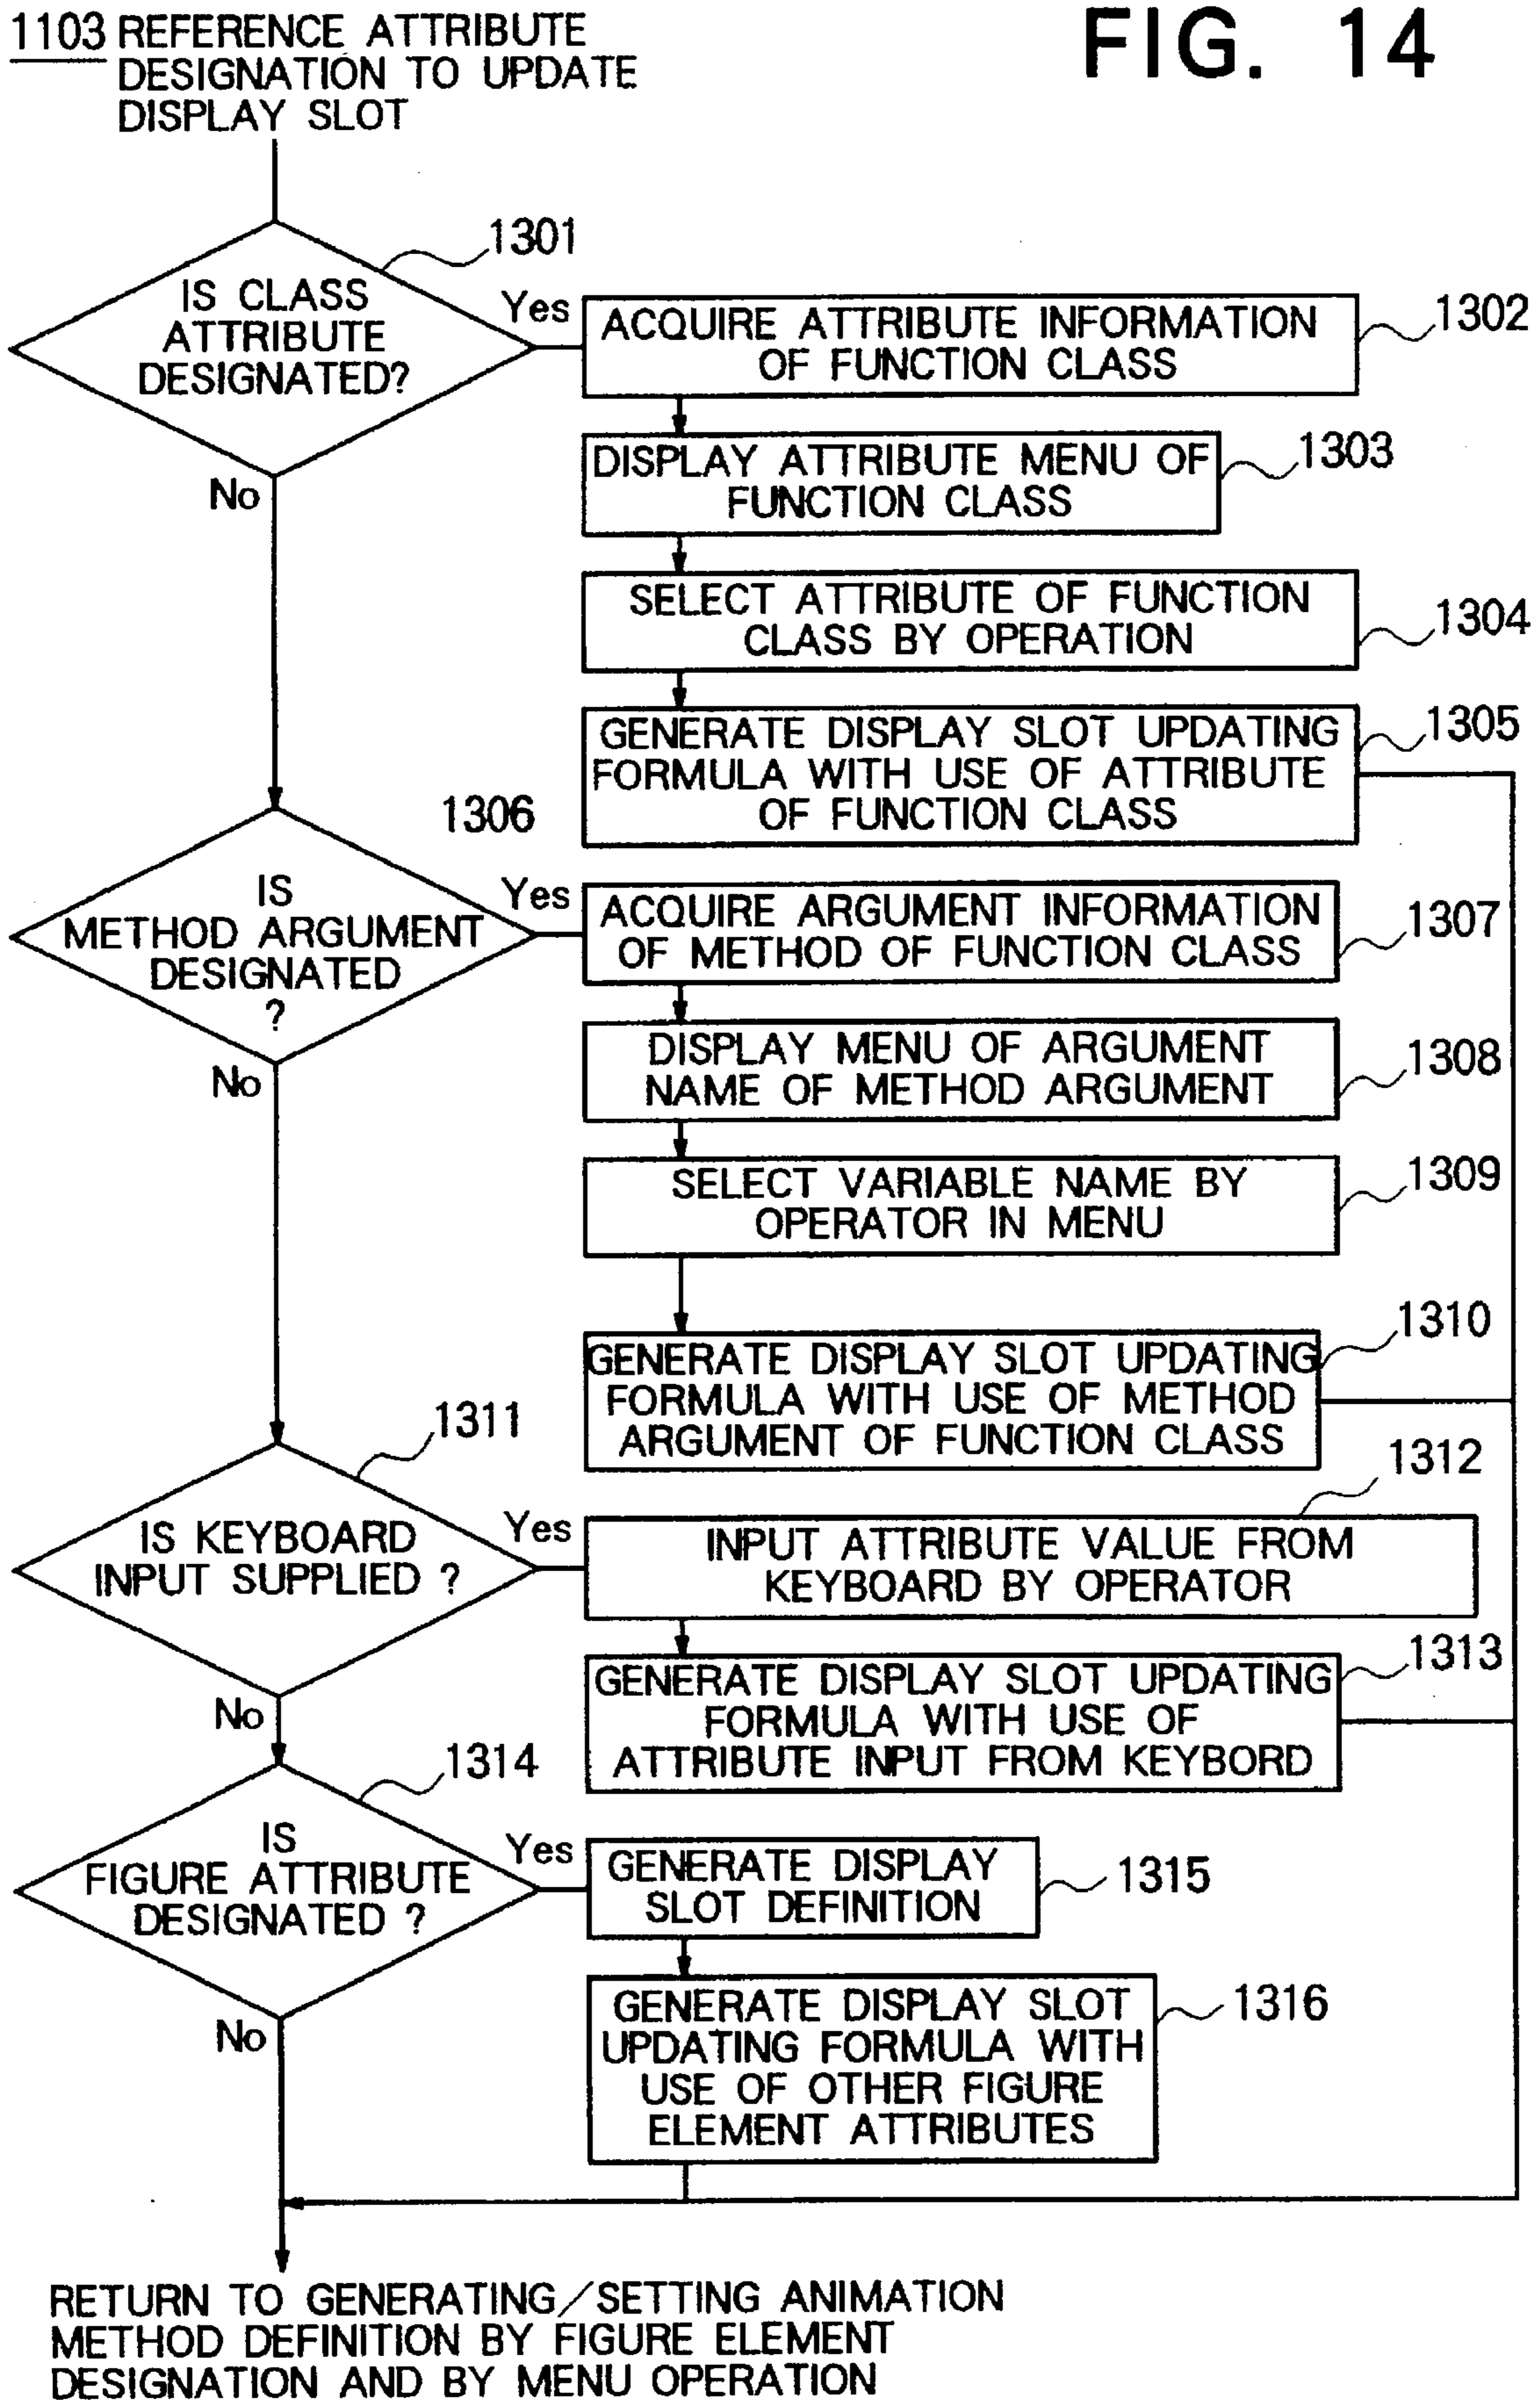 1103 REFERENCE ATTRIBUTE
DESIGNATION TO UPDATE
DISPLAY SLOT
FIG. 14
1301
IS CLASS
ATTRIBUTE
DESIGNATED?
Yes
No
ACQUIRE ATTRIBUTE INFORMATION
OF FUNCTION CLASS
1302
DISPLAY ATTRIBUTE MENU OF
FUNCTION CLASS
1303
SELECT ATTRIBUTE OF FUNCTION
CLASS BY OPERATION
1304
GENERATE DISPLAY SLOT UPDATING
FORMULA WITH USE OF ATTRIBUTE
OF FUNCTION CLASS
1305
1306
IS
METHOD ARGUMENT
DESIGNATED
?
Yes
No
ACQUIRE ARGUMENT INFORMATION
OF METHOD OF FUNCTION CLASS
1307
DISPLAY MENU OF ARGUMENT
NAME OF METHOD ARGUMENT
1308
SELECT VARIABLE NAME BY
OPERATOR IN MENU
1309
GENERATE DISPLAY SLOT UPDATING
FORMULA WITH USE OF METHOD
ARGUMENT OF FUNCTION CLASS
1310
1311
IS KEYBOARD
INPUT SUPPLIED ?
Yes
No
INPUT ATTRIBUTE VALUE FROM
KEYBOARD BY OPERATOR
1312
GENERATE DISPLAY SLOT UPDATING
FORMULA WITH USE OF
ATTRIBUTE INPUT FROM KEYBORD
1313
1314
IS
FIGURE ATTRIBUTE
DESIGNATED ?
Yes
No
GENERATE DISPLAY
SLOT DEFINITION
1315
GENERATE DISPLAY SLOT
UPDATING FORMULA WITH
USE OF OTHER FIGURE
ELEMENT ATTRIBUTES
1316
RETURN TO GENERATING/SETTING ANIMATION
METHOD DEFINITION BY FIGURE ELEMENT
DESIGNATION AND BY MENU OPERATION